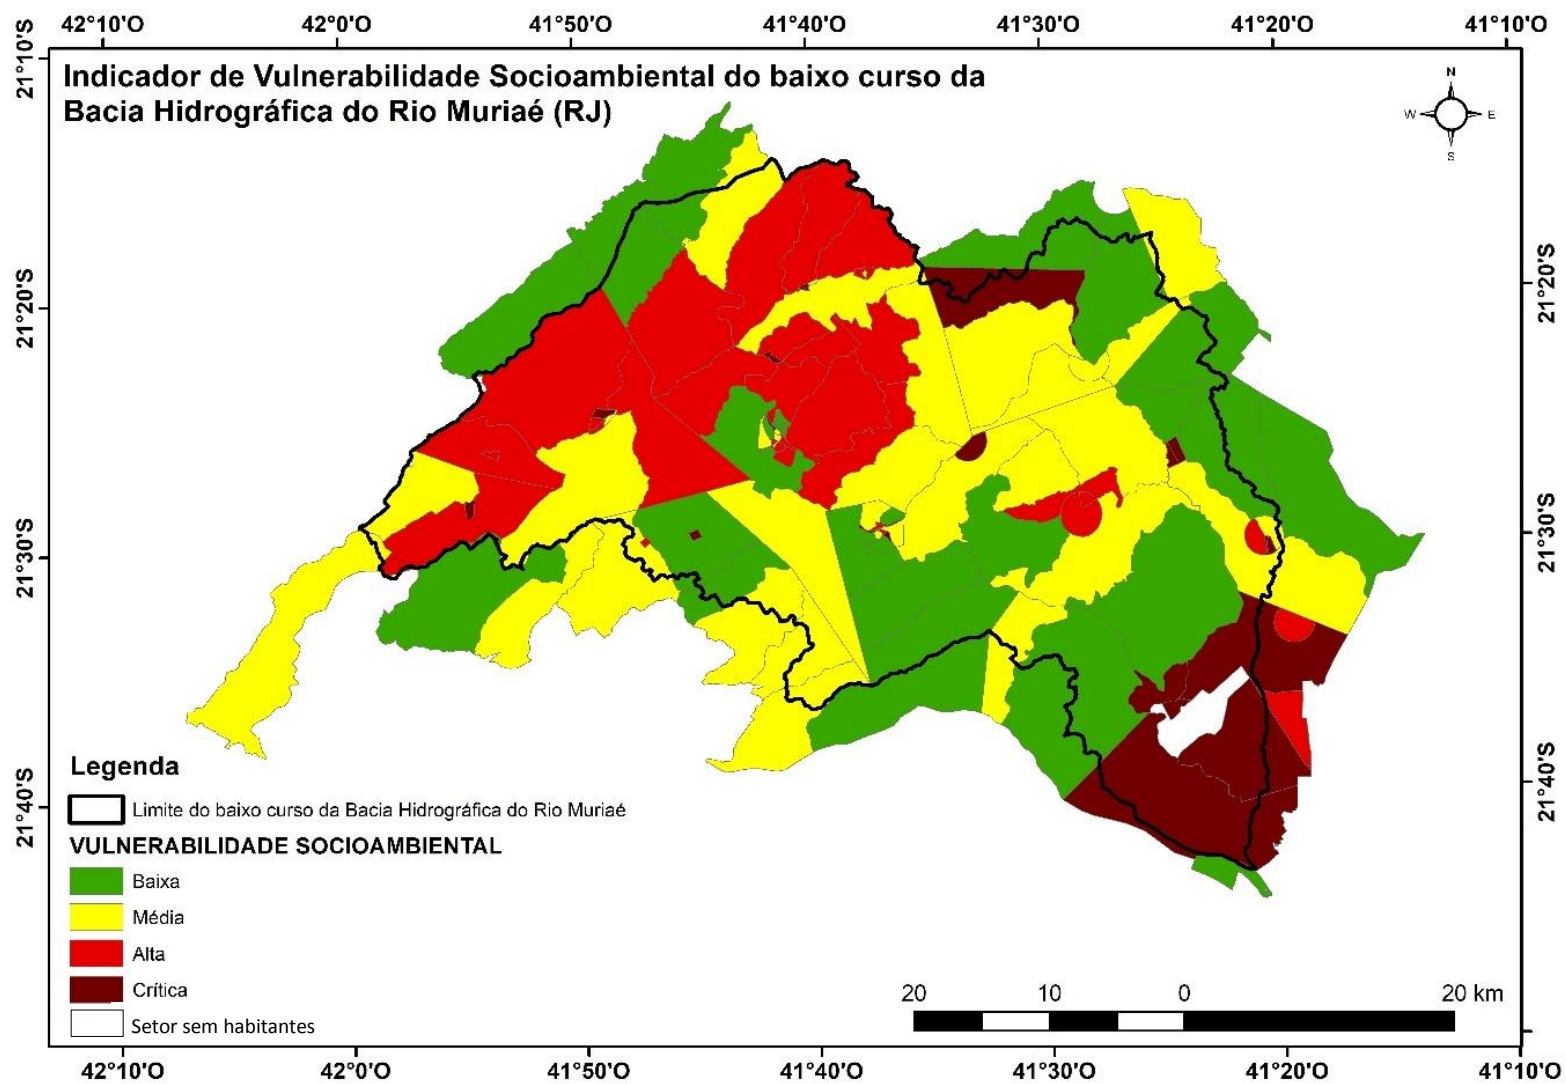 42°10'O 42°0'O 41°50'O 41°40'O 41°30'O 41°20'O 41°10'O
21°10'S
Indicador de Vulnerabilidade Socioambiental do baixo curso da
Bacia Hidrográfica do Rio Muriaé (RJ)
N
W E
S
21°20'S 21°20'S
21°30'S 21°30'S
21°40'S 21°40'S
Legenda
Limite do baixo curso da Bacia Hidrográfica do Rio Muriaé
VULNERABILIDADE SOCIOAMBIENTAL
Baixa
Média
Alta
Crítica
Setor sem habitantes
20 10 0 20 km
42°10'O 42°0'O 41°50'O 41°40'O 41°30'O 41°20'O 41°10'O